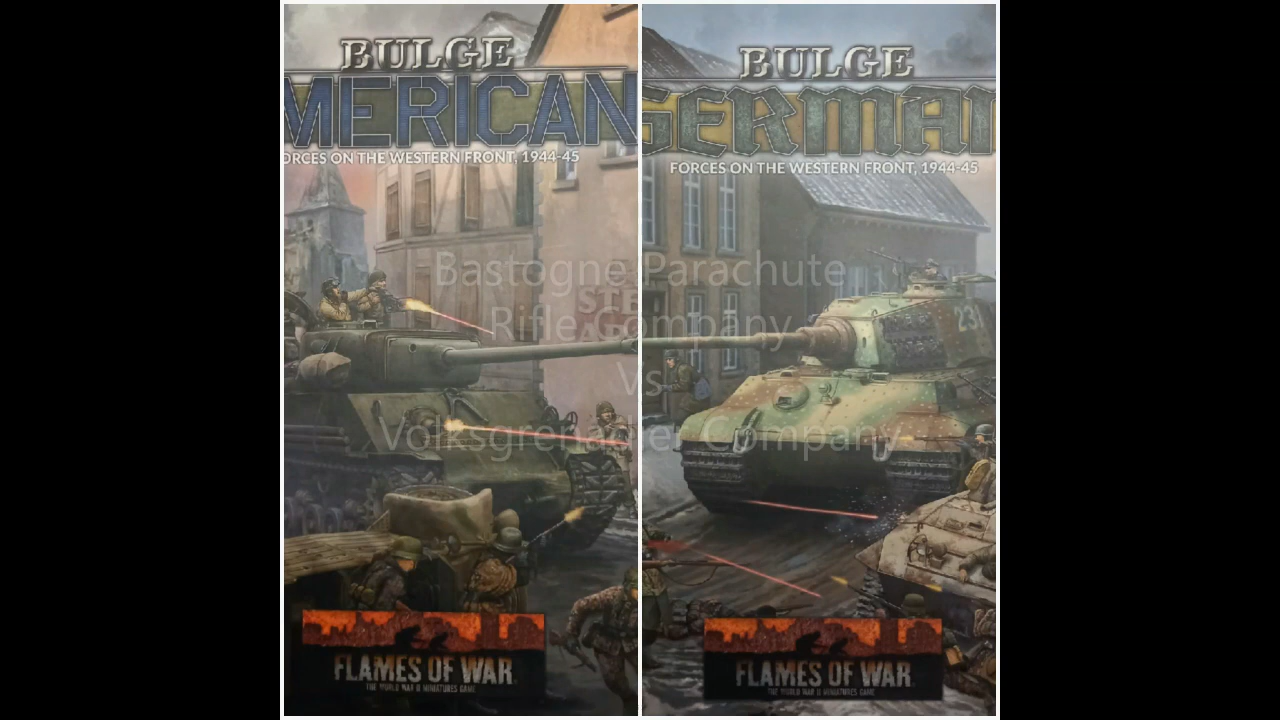 BULGE
MERICAN
ORCES ON THE WESTERN FRONT, 1944-45
BULGE
GERMAN
FORCES ON THE WESTERN FRONT, 1944-45
Bastogne Parachute
Rifle Company
Vs
Volksgrenadier Company
231
FLAMES OF WAR
THE WORLD WAR II MINIATURES GAME
FLAMES OF WAR
THE WORLD WAR II MINIATURES GAME